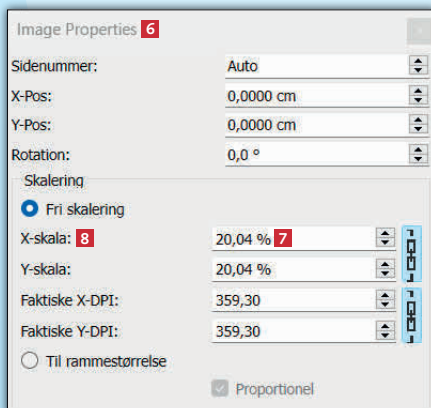 Image Properties 6
Sidenummer: Auto
X-Pos: 0,0000 cm
Y-Pos: 0,0000 cm
Rotation: 0,0 °
Skalering
Fri skalering
X-skala: 8 20,04 % 7
Y-skala: 20,04 %
Faktiske X-DPI: 359,30
Faktiske Y-DPI: 359,30
Til rammestørrelse
Proportionel